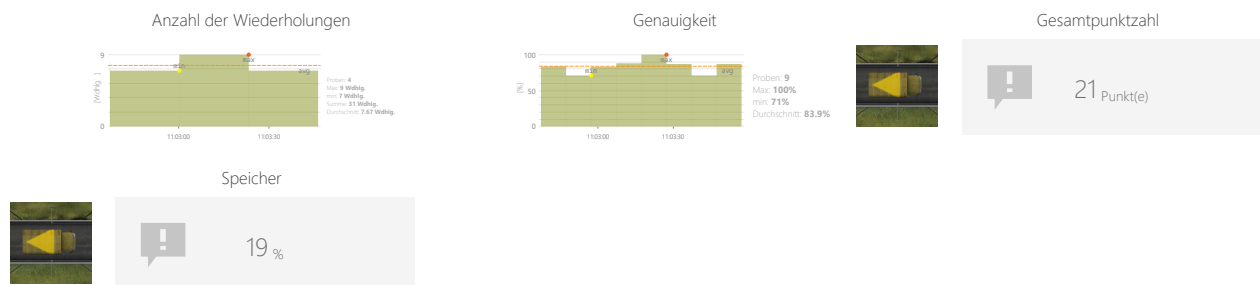 Anzahl der Wiederholungen
9
[Wdhlg. ]
0
min
max
avg
11:03:00
11:03:30
Proben: 4
Max: 9 Wdhlg.
min: 7 Wdhlg.
Summe: 31 Wdhlg.
Durchschnitt: 7.67 Wdhlg.
Genauigkeit
100
[%]
50
0
min
max
avg
11:03:00
11:03:30
Proben: 9
Max: 100%
min: 71%
Durchschnitt: 83.9%
Gesamtpunktzahl
21 Punkt(e)
Speicher
19 %